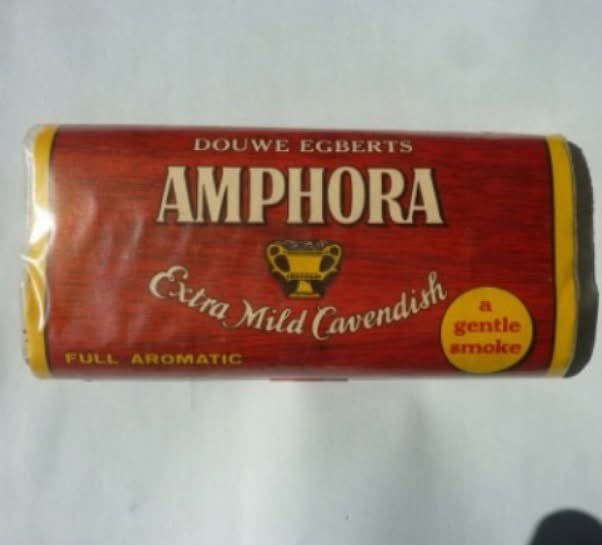 DOUWE EGBERTS
AMPHORA
Extra Mild Cavendish
FULL AROMATIC
a
gentle
smoke